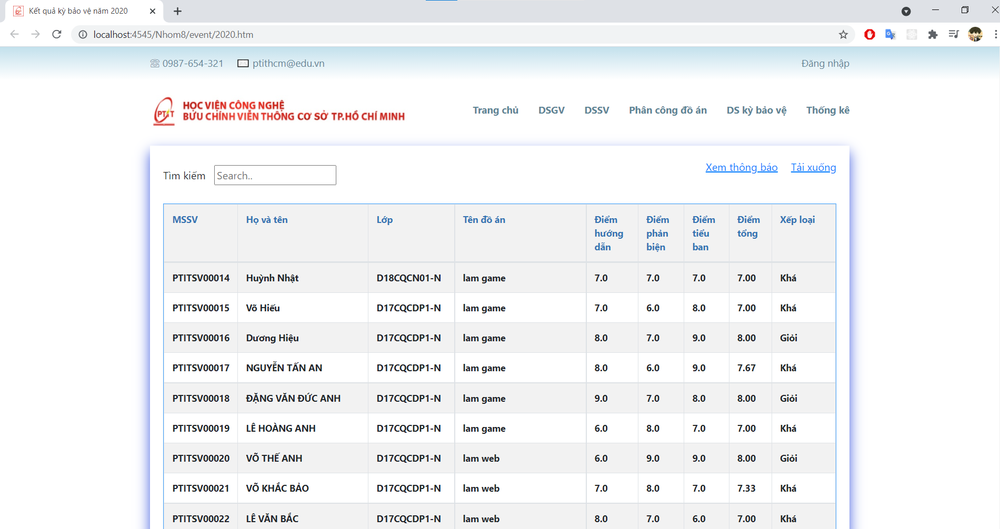 Kết quả kỳ bảo vệ năm 2020
localhost:4545/Nhom8/event/2020.htm
0987-654-321 ptithcm@edu.vn Đăng nhập
PTIT
HỌC VIỆN CÔNG NGHỆ
BƯU CHÍNH VIỄN THÔNG CƠ SỞ TP.HỒ CHÍ MINH
Trang chủ DSGV DSSV Phân công đồ án DS kỳ bảo vệ Thống kê
Xem thông báo Tải xuống
Tìm kiếm Search..
MSSV Họ và tên Lớp Tên đồ án Điểm hướng dẫn Điểm phản biện Điểm tiểu ban Điểm tổng Xếp loại
PTITSV00014 Huỳnh Nhật D18CQCN01-N lam game 7.0 7.0 7.0 7.00 Khá
PTITSV00015 Võ Hiếu D17CQCDP1-N lam game 7.0 6.0 8.0 7.00 Khá
PTITSV00016 Dương Hiệu D17CQCDP1-N lam game 8.0 7.0 9.0 8.00 Giỏi
PTITSV00017 NGUYỄN TẤN AN D17CQCDP1-N lam game 8.0 6.0 9.0 7.67 Khá
PTITSV00018 ĐẶNG VĂN ĐỨC ANH D17CQCDP1-N lam game 9.0 7.0 8.0 8.00 Giỏi
PTITSV00019 LÊ HOÀNG ANH D17CQCDP1-N lam game 6.0 8.0 7.0 7.00 Khá
PTITSV00020 VÕ THẾ ANH D17CQCDP1-N lam web 6.0 9.0 9.0 8.00 Giỏi
PTITSV00021 VÕ KHẮC BẢO D17CQCDP1-N lam web 7.0 8.0 7.0 7.33 Khá
PTITSV00022 LÊ VĂN BẮC D17CQCDP1-N lam web 8.0 7.0 6.0 7.00 Khá